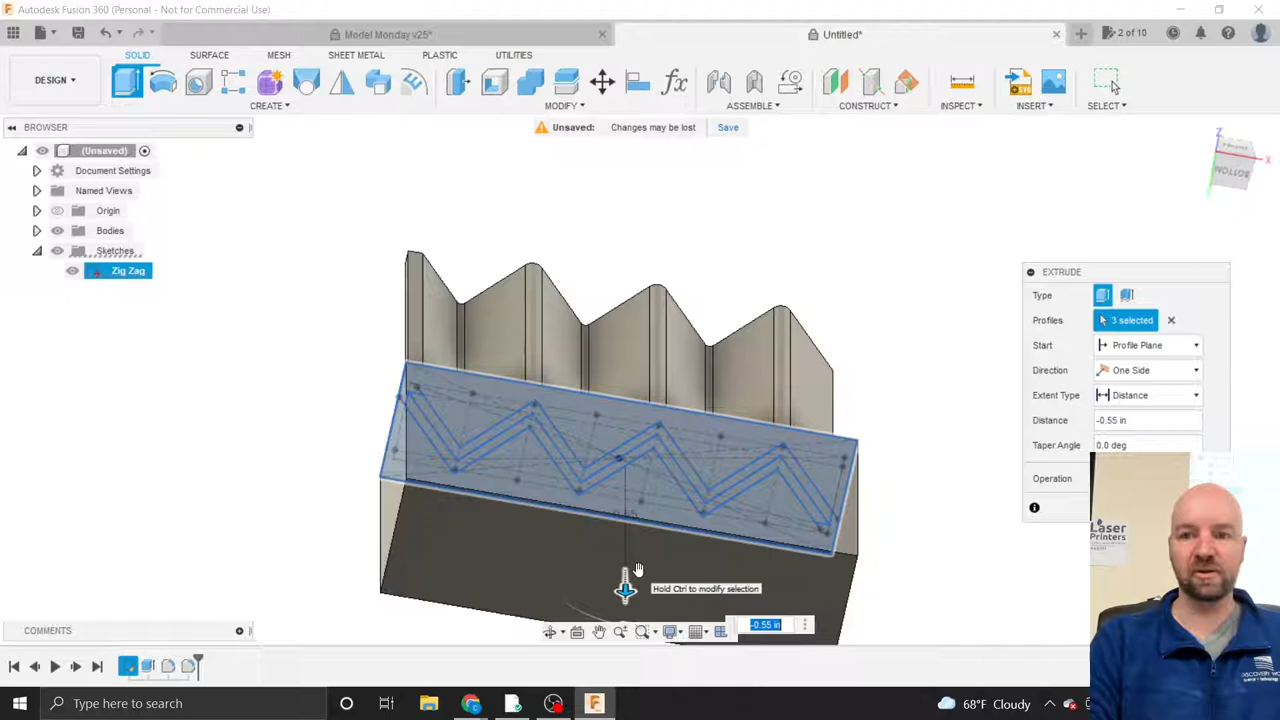 Autodesk Fusion 360 (Personal - Not for Commercial Use)
Model Monday v25*
Untitled*
2 of 10
SOLID SURFACE MESH SHEET METAL PLASTIC UTILITIES
DESIGN
CREATE MODIFY ASSEMBLE CONSTRUCT INSPECT INSERT SELECT
BROWSER
Unsaved: Changes may be lost Save
(Unsaved)
Document Settings
Named Views
Origin
Bodies
Sketches
Zig Zag
Z
X
BOTTOM
EXTRUDE
Type
Profiles 3 selected
Start Profile Plane
Direction One Side
Extent Type Distance
Distance -0.55 in
Taper Angle 0.0 deg
Operation
Hold Ctrl to modify selection
-0.55 in
COMMENTS
Laser
Printers
DISCOVERY
Type here to search
68°F Cloudy